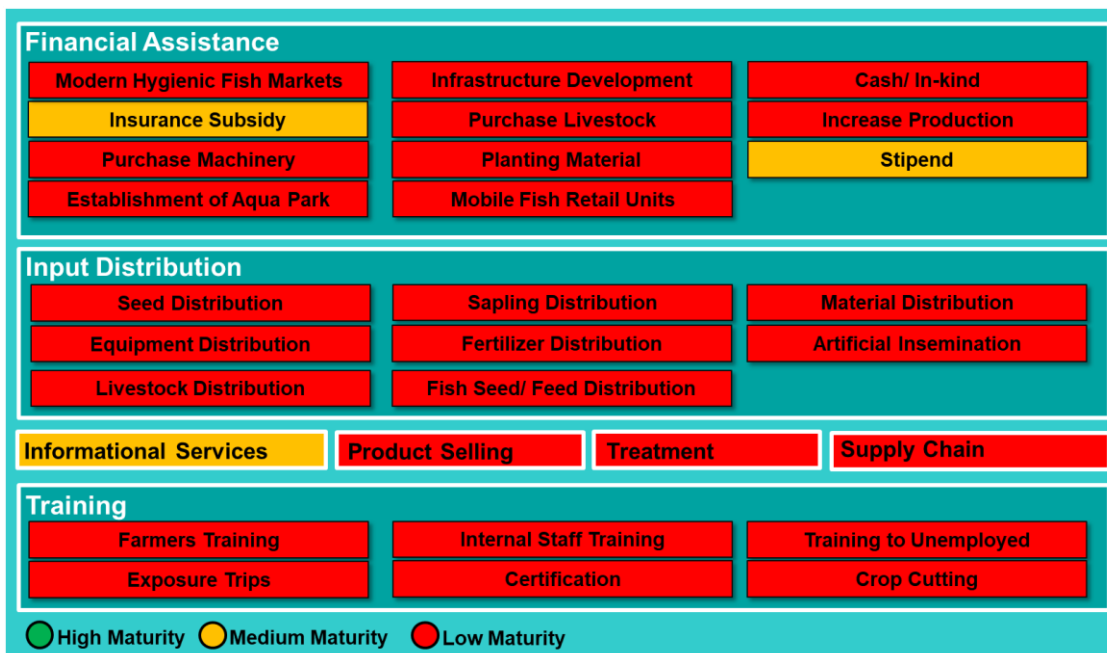 Financial Assistance
Modern Hygienic Fish Markets
Infrastructure Development
Cash/ In-kind
Insurance Subsidy
Purchase Livestock
Increase Production
Purchase Machinery
Planting Material
Stipend
Establishment of Aqua Park
Mobile Fish Retail Units
Input Distribution
Seed Distribution
Sapling Distribution
Material Distribution
Equipment Distribution
Fertilizer Distribution
Artificial Insemination
Livestock Distribution
Fish Seed/ Feed Distribution
Informational Services
Product Selling
Treatment
Supply Chain
Training
Farmers Training
Internal Staff Training
Training to Unemployed
Exposure Trips
Certification
Crop Cutting
High Maturity
Medium Maturity
Low Maturity